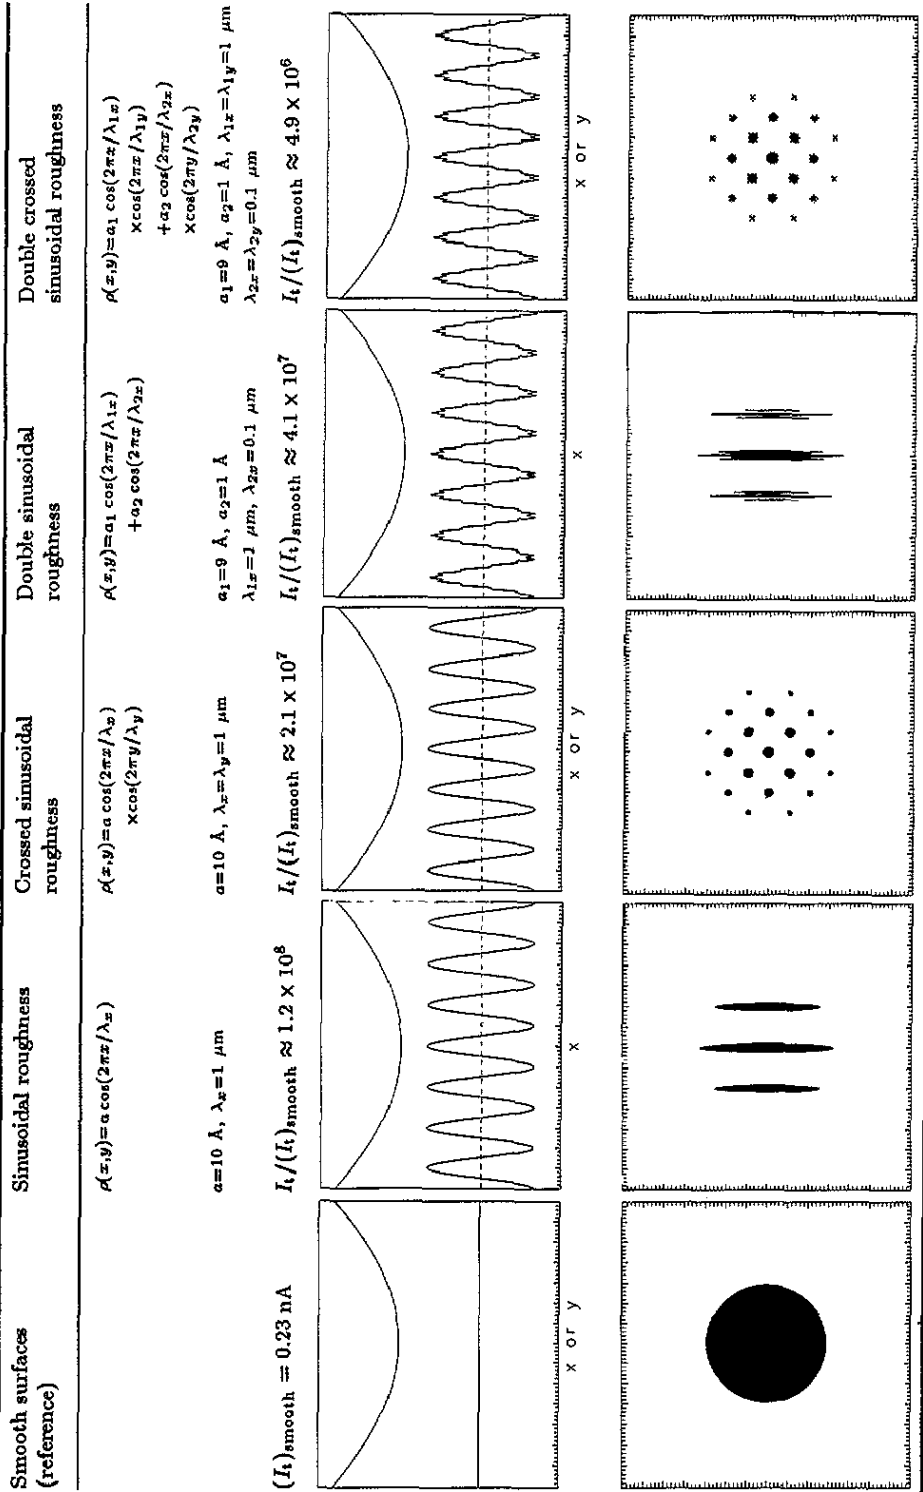 Smooth surfaces
(reference)
(I_t)_smooth = 0.23 nA
x or y
Sinusoidal roughness
ρ(x,y)=a cos(2πx/λ_x)
a=10 Å, λ_x=1 μm
I_t/(I_t)_smooth ≈ 1.2 × 10^8
x
Crossed sinusoidal
roughness
ρ(x,y)=a cos(2πx/λ_x)
×cos(2πy/λ_y)
a=10 Å, λ_x=λ_y=1 μm
I_t/(I_t)_smooth ≈ 2.1 × 10^7
x or y
Double sinusoidal
roughness
ρ(x,y)=a_1 cos(2πx/λ_1x)
+a_2 cos(2πx/λ_2x)
a_1=9 Å, a_2=1 Å
λ_1x=1 μm, λ_2x=0.1 μm
I_t/(I_t)_smooth ≈ 4.1 × 10^7
x
Double crossed
sinusoidal roughness
ρ(x,y)=a_1 cos(2πx/λ_1x)
×cos(2πx/λ_1y)
+a_2 cos(2πx/λ_2x)
×cos(2πy/λ_2y)
a_1=9 Å, a_2=1 Å, λ_1x=λ_1y=1 μm
λ_2x=λ_2y=0.1 μm
I_t/(I_t)_smooth ≈ 4.9 × 10^6
x or y